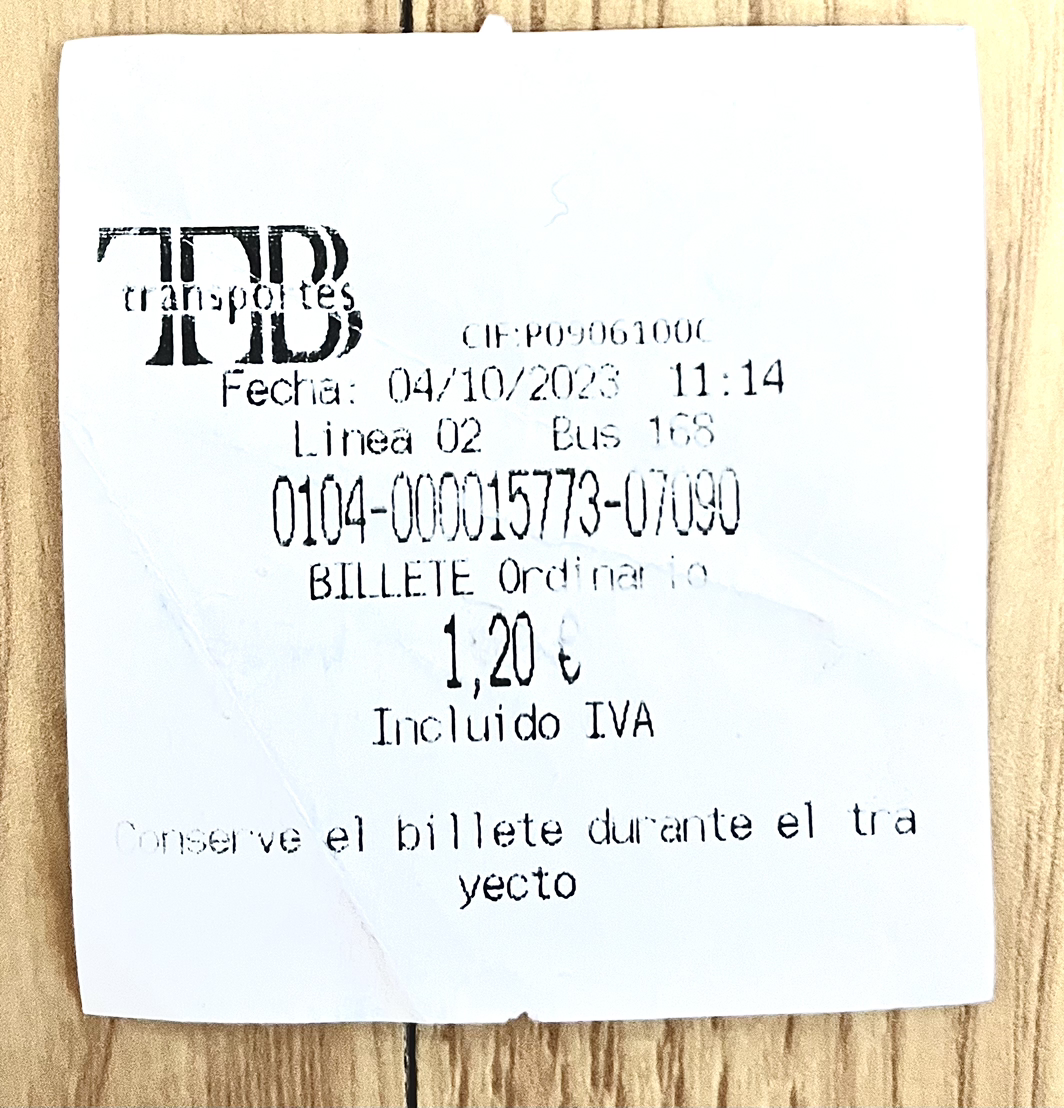 TAB
transportes
CIF:P0906100C
Fecha: 04/10/2023 11:14
Linea 02 Bus 168
0104-000015773-07090
BILLETE Ordinario
1,20 €
Incluido IVA
Conserve el billete durante el tra
yecto